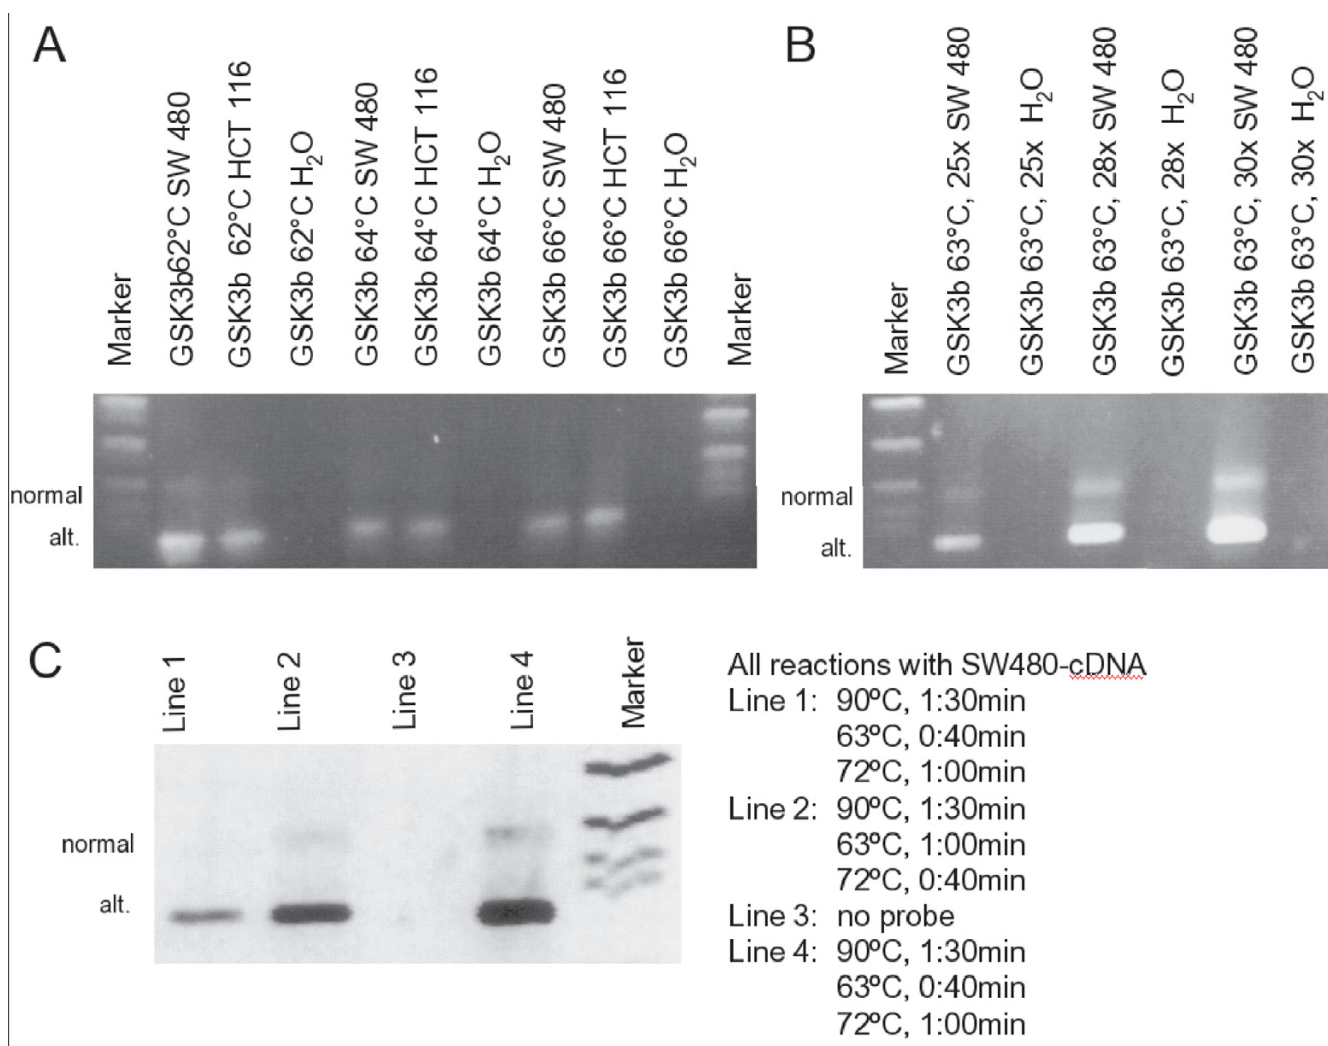 A
Marker
GSK3b62°C SW 480
GSK3b 62°C HCT 116
GSK3b 62°C H₂O
GSK3b 64°C SW 480
GSK3b 64°C HCT 116
GSK3b 64°C H₂O
GSK3b 66°C SW 480
GSK3b 66°C HCT 116
GSK3b 66°C H₂O
Marker
normal
alt.
B
Marker
GSK3b 63°C, 25x SW 480
GSK3b 63°C, 25x H₂O
GSK3b 63°C, 28x SW 480
GSK3b 63°C, 28x H₂O
GSK3b 63°C, 30x SW 480
GSK3b 63°C, 30x H₂O
normal
alt.
C
Line 1
Line 2
Line 3
Line 4
Marker
normal
alt.
All reactions with SW480-cDNA
Line 1: 90ºC, 1:30min
63ºC, 0:40min
72ºC, 1:00min
Line 2: 90ºC, 1:30min
63ºC, 1:00min
72ºC, 0:40min
Line 3: no probe
Line 4: 90ºC, 1:30min
63ºC, 0:40min
72ºC, 1:00min